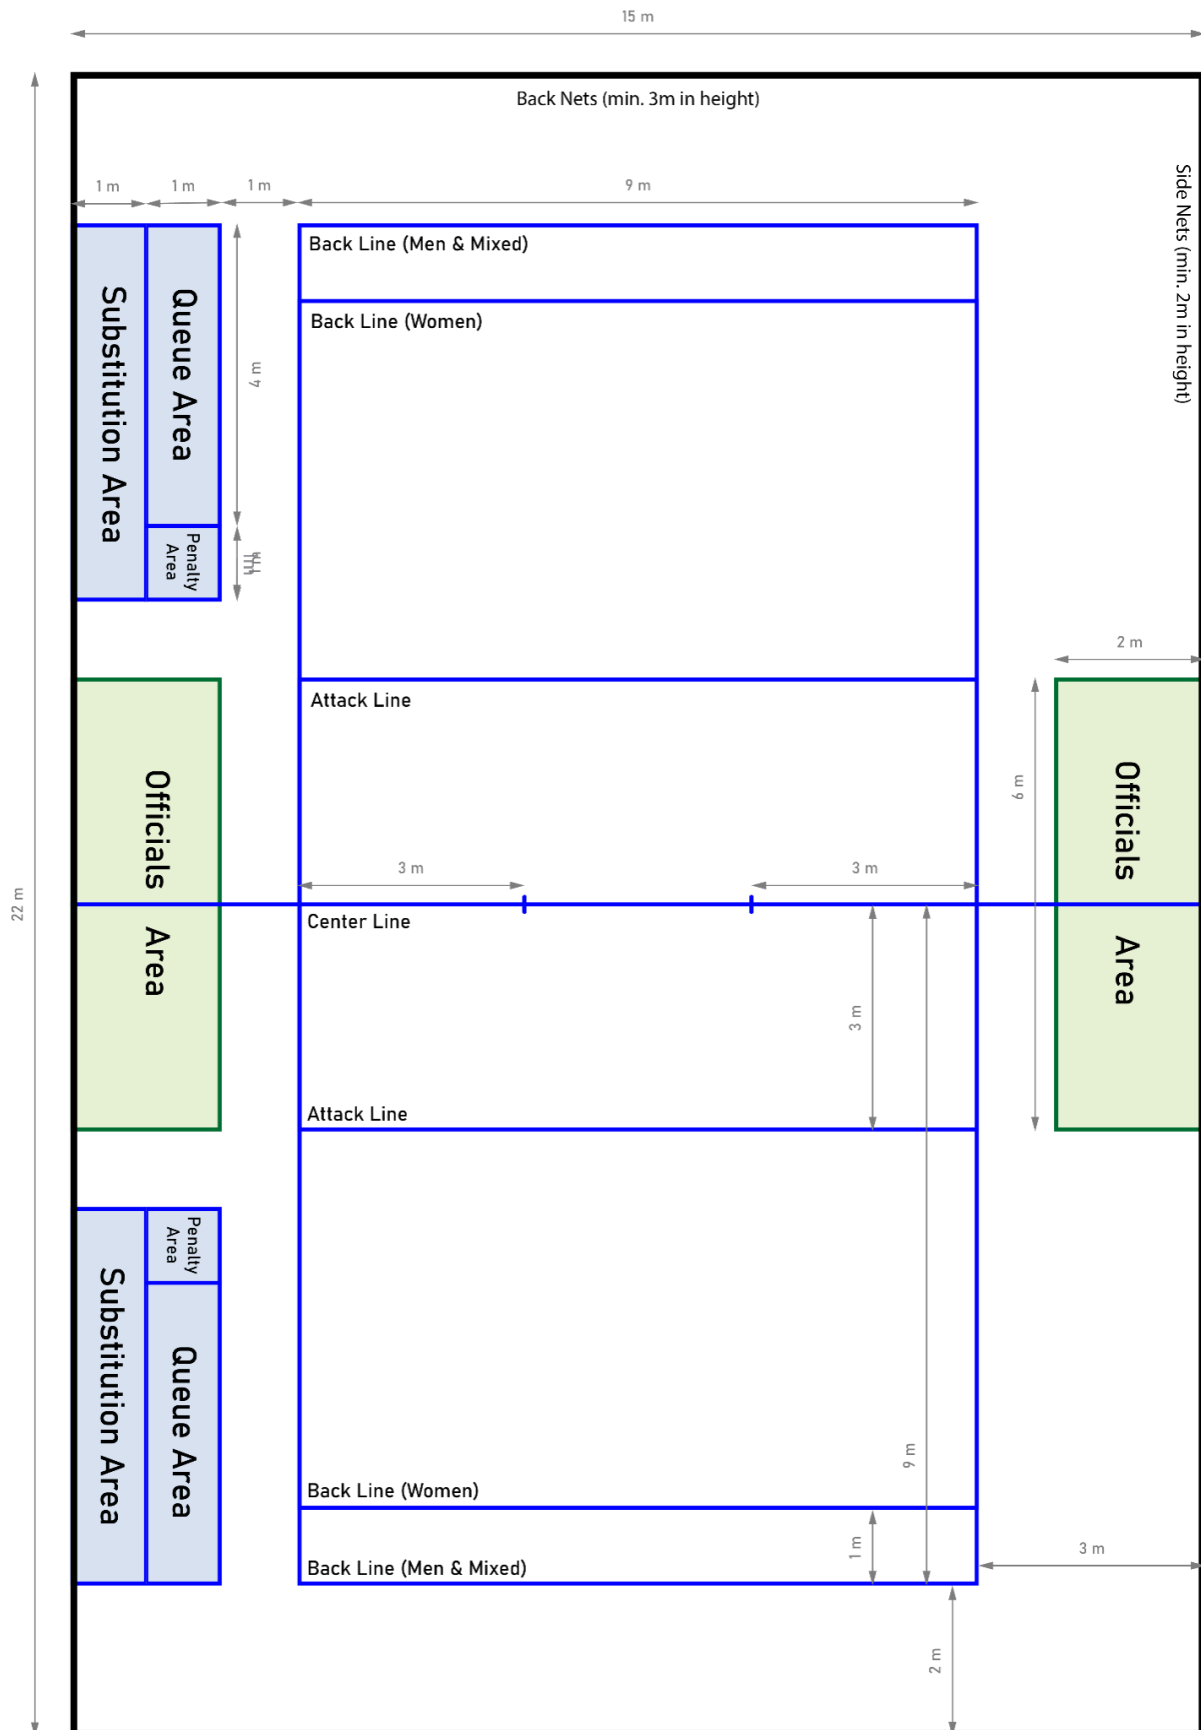 15 m
Back Nets (min. 3m in height)
Side Nets (min. 2m in height)
1 m
1 m
1 m
9 m
Back Line (Men & Mixed)
Back Line (Women)
Substitution Area
Queue Area
4 m
Penalty
Area
1 m
2 m
Attack Line
Officials Area
6 m
Officials Area
3 m
3 m
22 m
Center Line
3 m
Attack Line
Penalty
Area
Substitution Area
Queue Area
9 m
Back Line (Women)
1 m
3 m
Back Line (Men & Mixed)
2 m